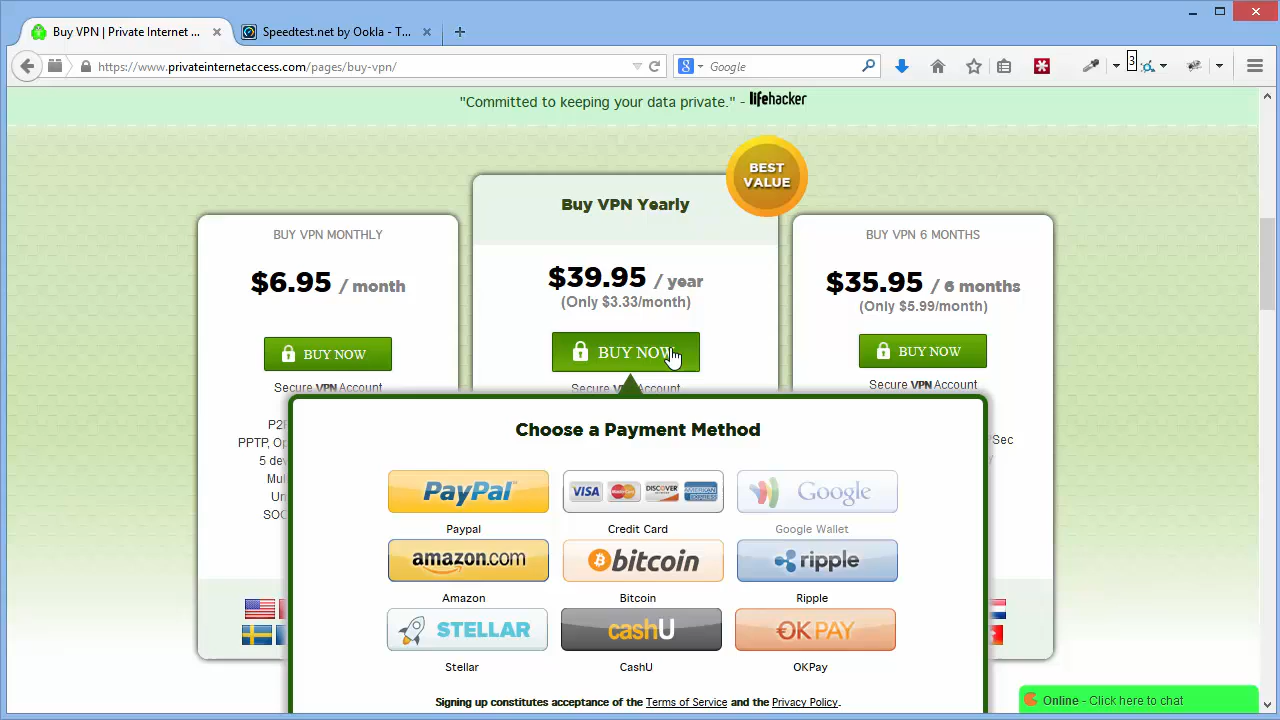 Buy VPN | Private Internet ...
Speedtest.net by Ookla - T...
https://www.privateinternetaccess.com/pages/buy-vpn/
Google
3
"Committed to keeping your data private." - lifehacker
BEST
VALUE
BUY VPN MONTHLY
$6.95 / month
BUY NOW
Secure VPN Account
Buy VPN Yearly
$39.95 / year
(Only $3.33/month)
BUY NOW
Secure VPN Account
BUY VPN 6 MONTHS
$35.95 / 6 months
(Only $5.99/month)
BUY NOW
Secure VPN Account
5 dev
Choose a Payment Method
PayPal
Paypal
VISA MasterCard DISCOVER AMERICAN EXPRESS
Credit Card
Google
Google Wallet
amazon.com
Amazon
bitcoin
Bitcoin
ripple
Ripple
STELLAR
Stellar
cashU
CashU
OKPAY
OKPay
Signing up constitutes acceptance of the Terms of Service and the Privacy Policy.
Online - Click here to chat